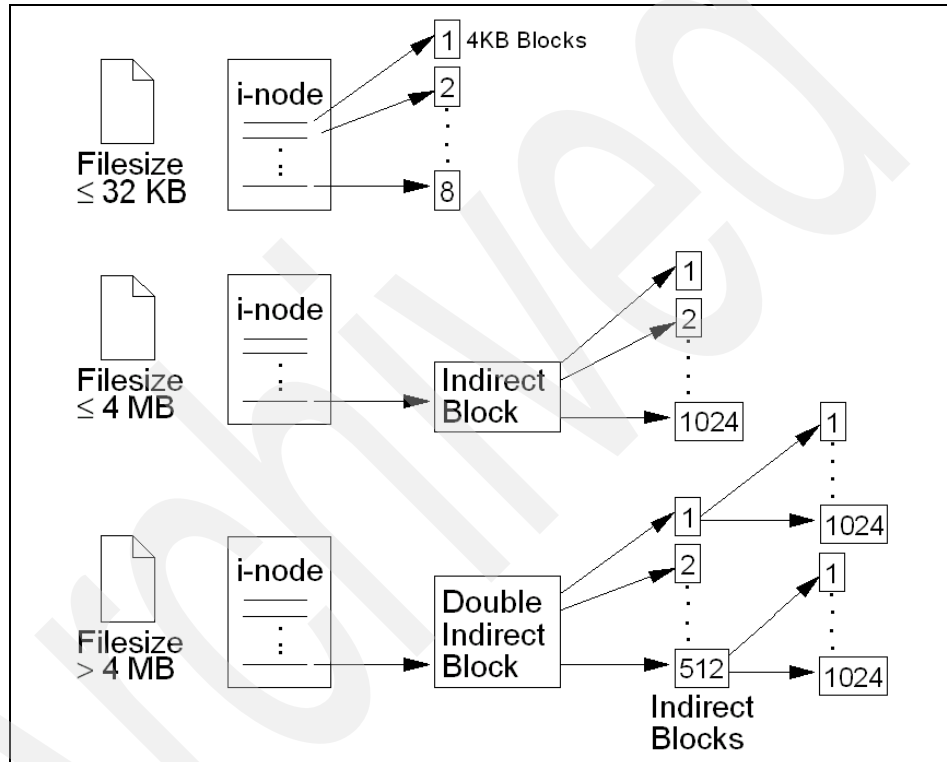 1 4KB Blocks
i-node
2
Filesize
≤ 32 KB
8
i-node
1
2
Filesize
≤ 4 MB
Indirect
Block
1024
i-node
1
1
1024
2
1
Double
Indirect
Block
Filesize
> 4 MB
512
1024
Indirect
Blocks
Archived